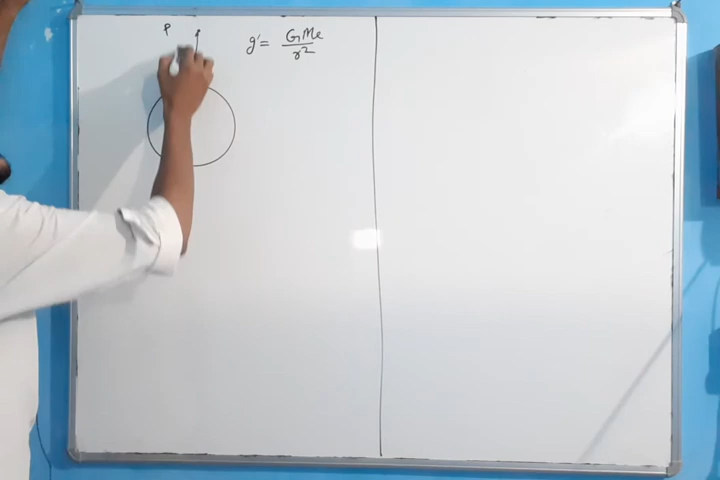 P
g' = GMe / r²